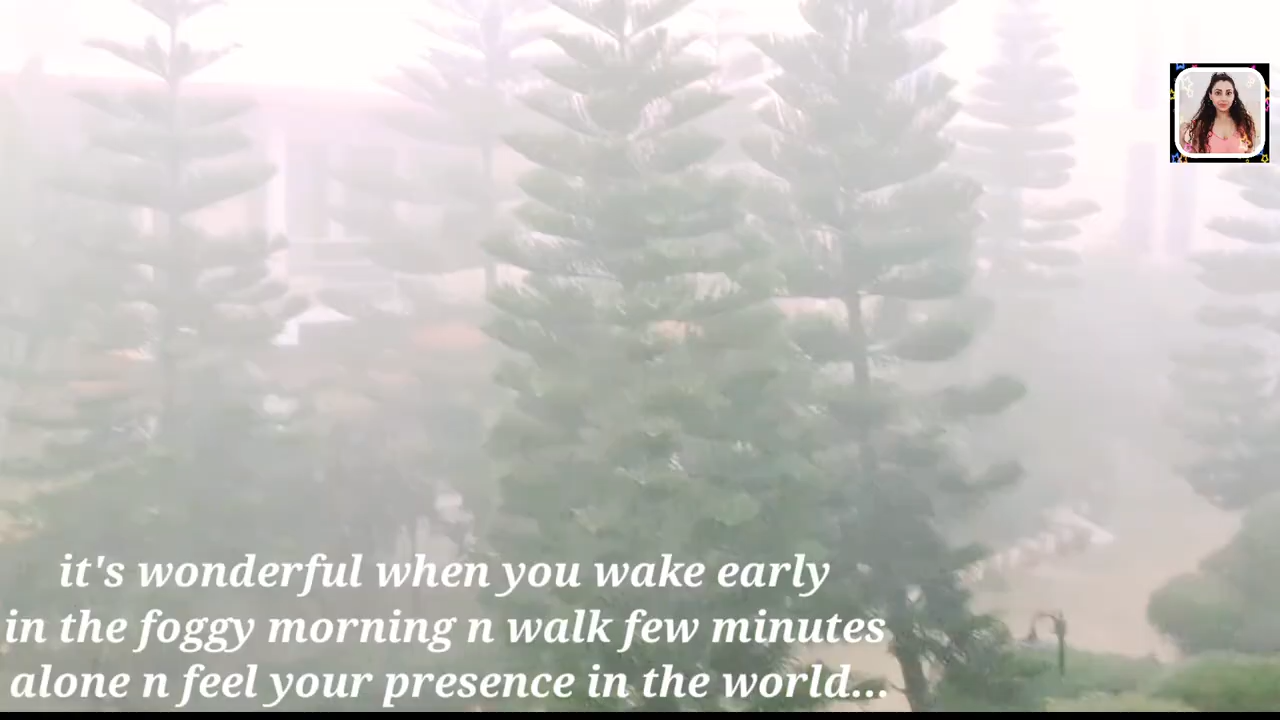 it's wonderful when you wake early
in the foggy morning n walk few minutes
alone n feel your presence in the world...